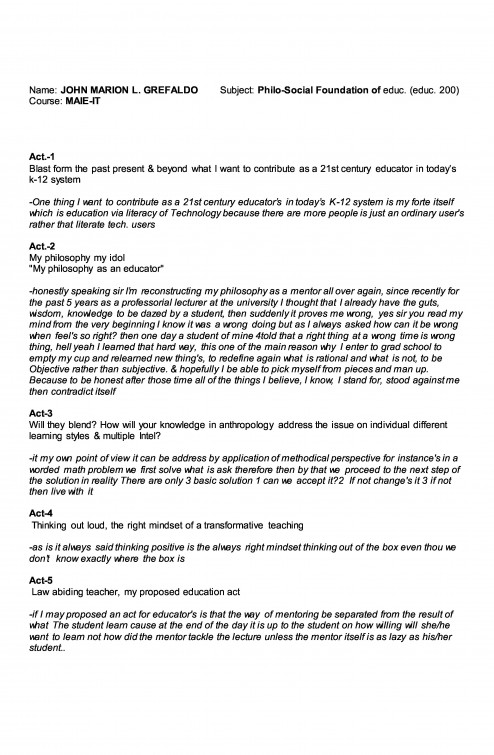 Name: JOHN MARION L. GREFALDO Subject: Philo-Social Foundation of educ. (educ. 200)
Course: MAIE-IT
Act.-1
Blast form the past present & beyond what I want to contribute as a 21st century educator in today's
k-12 system
-One thing I want to contribute as a 21st century educator's in today's K-12 system is my forte itself
which is education via literacy of Technology because there are more people is just an ordinary user's
rather that literate tech. users
Act.-2
My philosophy my idol
"My philosophy as an educator"
-honestly speaking sir I'm reconstructing my philosophy as a mentor all over again, since recently for
the past 5 years as a professorial lecturer at the university I thought that I already have the guts,
wisdom, knowledge to be dazed by a student, then suddenly it proves me wrong, yes sir you read my
mind from the very beginning I know it was a wrong doing but as I always asked how can it be wrong
when feel's so right? then one day a student of mine 4told that a right thing at a wrong time is wrong
thing, hell yeah I learned that hard way, this one of the main reason why I enter to grad school to
empty my cup and relearned new thing's, to redefine again what is rational and what is not, to be
Objective rather than subjective. & hopefully I be able to pick myself from pieces and man up.
Because to be honest after those time all of the things I believe, I know, I stand for, stood against me
then contradict itself
Act-3
Will they blend? How will your knowledge in anthropology address the issue on individual different
learning styles & multiple Intel?
-it my own point of view it can be address by application of methodical perspective for instance's in a
worded math problem we first solve what is ask therefore then by that we proceed to the next step of
the solution in reality There are only 3 basic solution 1 can we accept it?2 If not change's it 3 if not
then live with it
Act-4
Thinking out loud, the right mindset of a transformative teaching
-as is it always said thinking positive is the always right mindset thinking out of the box even thou we
don't know exactly where the box is
Act-5
Law abiding teacher, my proposed education act
-if I may proposed an act for educator's is that the way of mentoring be separated from the result of
what The student learn cause at the end of the day it is up to the student on how willing will she/he
want to learn not how did the mentor tackle the lecture unless the mentor itself is as lazy as his/her
student..